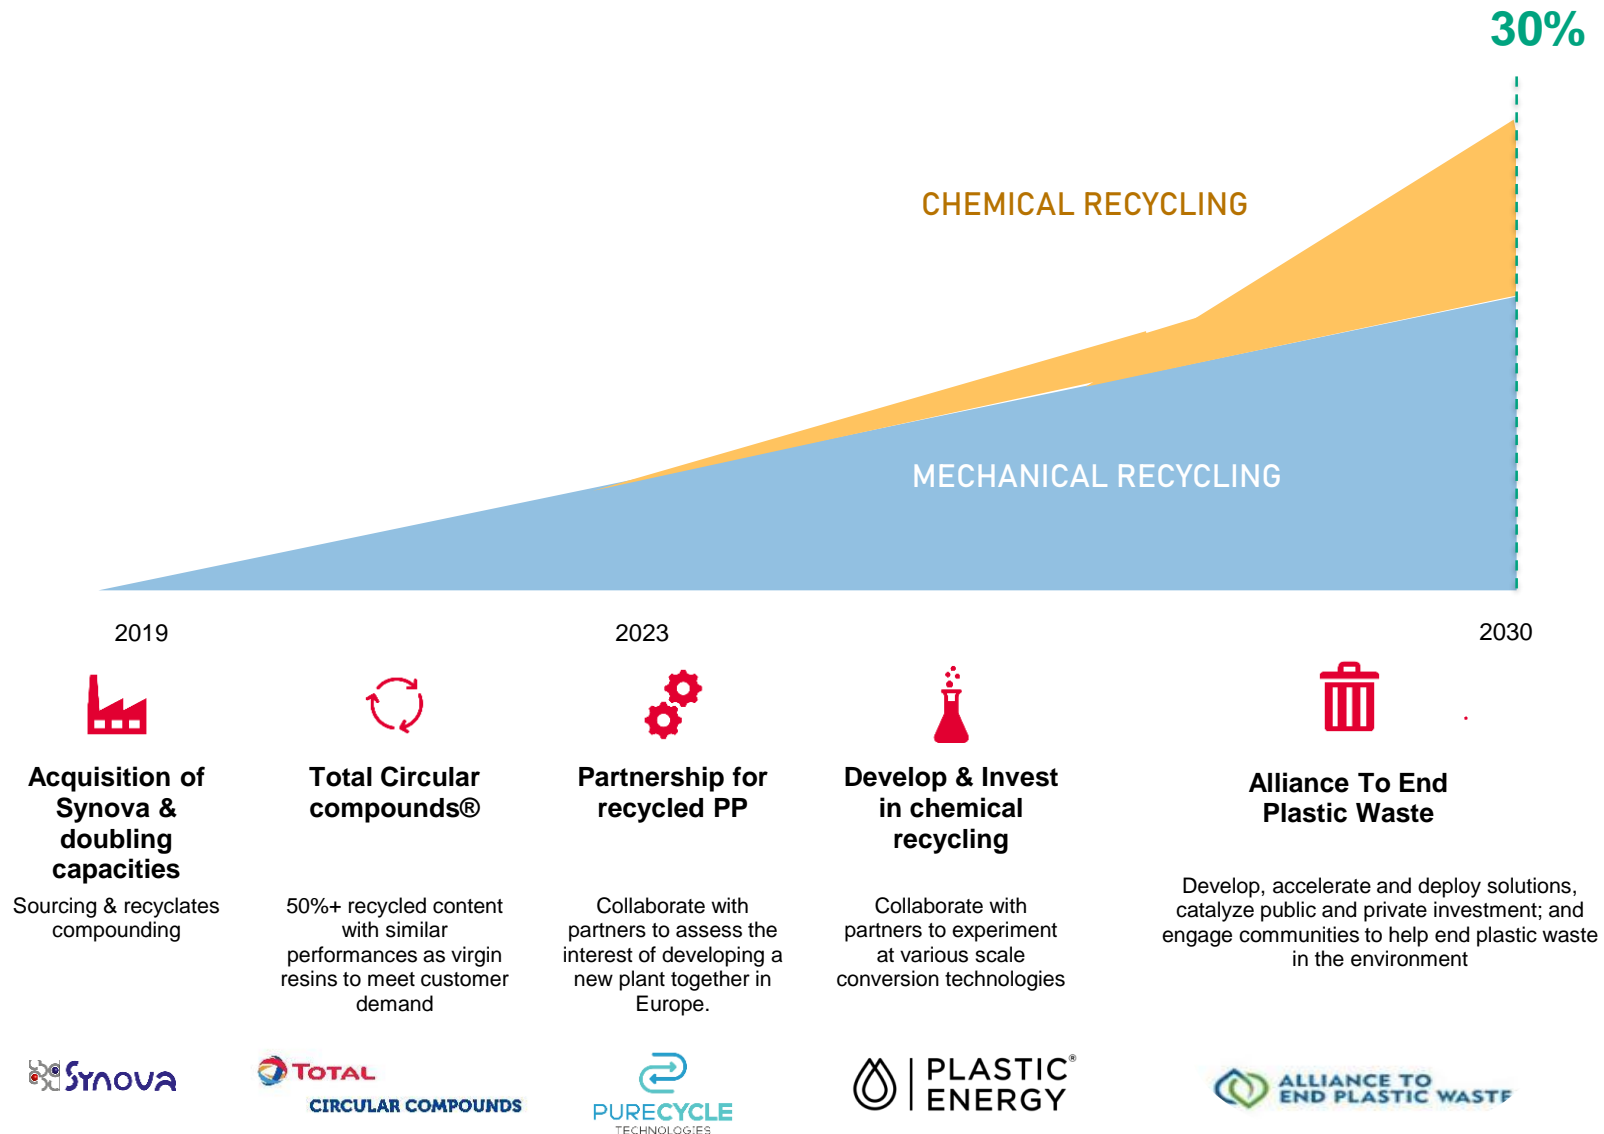 30%
CHEMICAL RECYCLING
MECHANICAL RECYCLING
2019
2023
2030
Acquisition of
Synova &
doubling
capacities
Sourcing & recyclates
compounding
Total Circular
compounds®
50%+ recycled content
with similar
performances as virgin
resins to meet customer
demand
Partnership for
recycled PP
Collaborate with
partners to assess the
interest of developing a
new plant together in
Europe.
Develop & Invest
in chemical
recycling
Collaborate with
partners to experiment
at various scale
conversion technologies
Alliance To End
Plastic Waste
Develop, accelerate and deploy solutions,
catalyze public and private investment; and
engage communities to help end plastic waste
in the environment
SYNOVA
TOTAL
CIRCULAR COMPOUNDS
PURECYCLE
TECHNOLOGIES
PLASTIC®
ENERGY
ALLIANCE TO
END PLASTIC WASTE